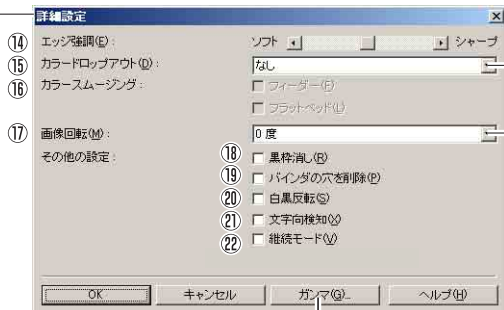 詳細設定
⑭ エッジ強調(E): ソフト シャープ
⑮ カラードロップアウト(D): なし
⑯ カラースムージング: フィーダー(F)
フラットベッド(L)
⑰ 画像回転(M): 0 度
その他の設定: ⑱ 黒枠消し(R)
⑲ バインダの穴を削除(P)
⑳ 白黒反転(S)
㉑ 文字向検知(X)
㉒ 継続モード(V)
OK キャンセル ガンマ(G)... ヘルプ(H)